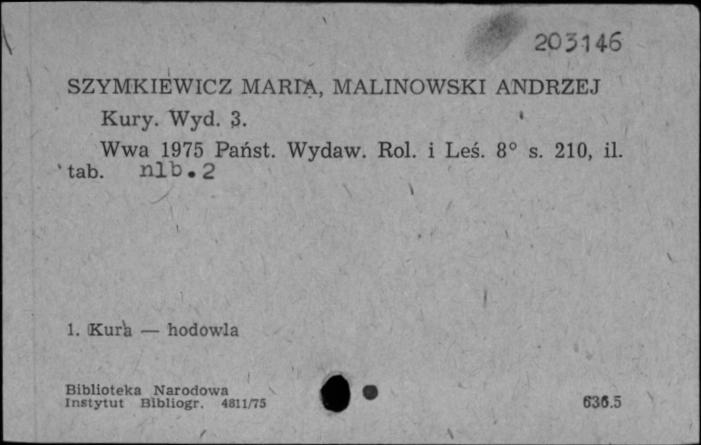 203146
SZYMKIEWICZ MARIA, MALINOWSKI ANDRZEJ
Kury. Wyd. 3.
Wwa 1975 Państ. Wydaw. Rol. i Leś. 8° s. 210, il.
tab. nlb. 2
1. Kura — hodowla
Biblioteka Narodowa
Instytut Bibliogr. 4811/75
636.5